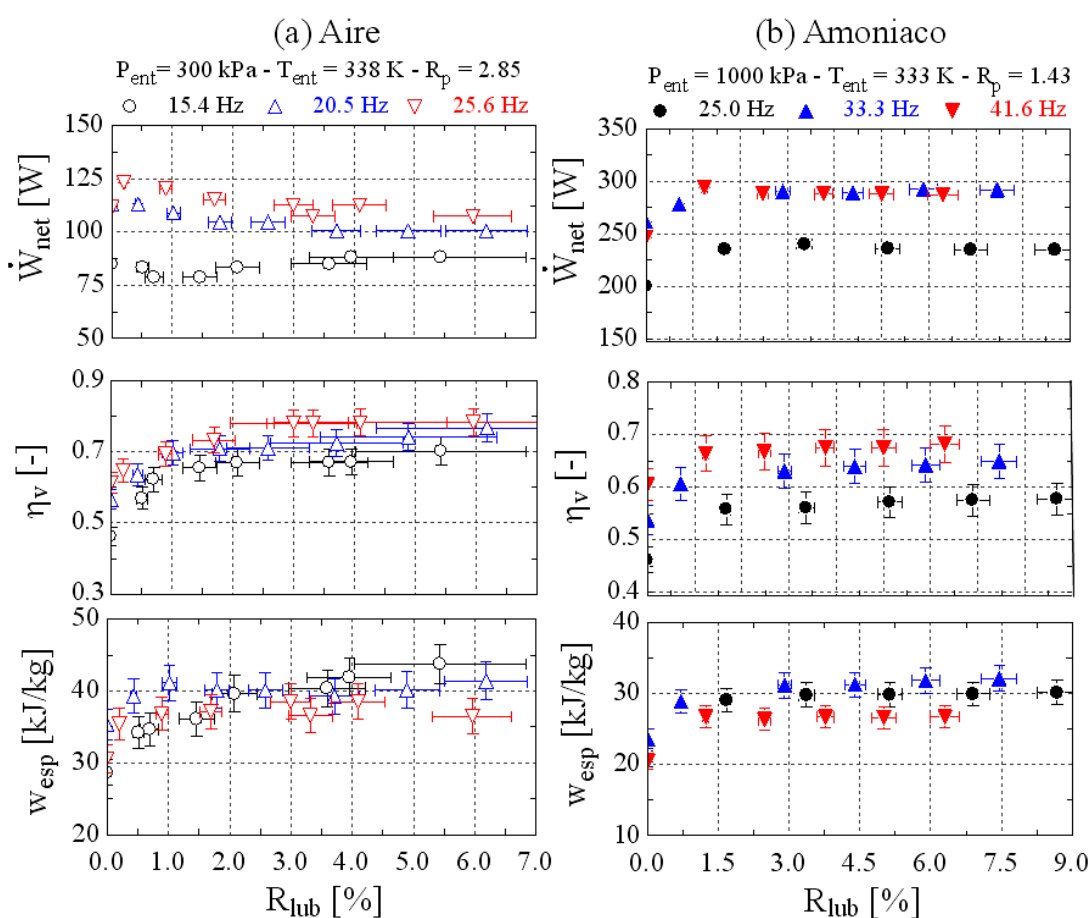 (a) Aire
P_ent= 300 kPa - T_ent = 338 K - R_p = 2.85
15.4 Hz 20.5 Hz 25.6 Hz
150
125
100
75
50
Ẇ_net [W]
0.9
0.7
0.5
0.3
η_v [-]
50
40
30
20
w_esp [kJ/kg]
0.0 1.0 2.0 3.0 4.0 5.0 6.0 7.0
R_lub [%]
(b) Amoniaco
P_ent = 1000 kPa - T_ent = 333 K - R_p = 1.43
25.0 Hz 33.3 Hz 41.6 Hz
350
300
250
200
150
Ẇ_net [W]
0.8
0.7
0.6
0.5
0.4
η_v [-]
40
30
20
10
w_esp [kJ/kg]
0.0 1.5 3.0 4.5 6.0 7.5 9.0
R_lub [%]